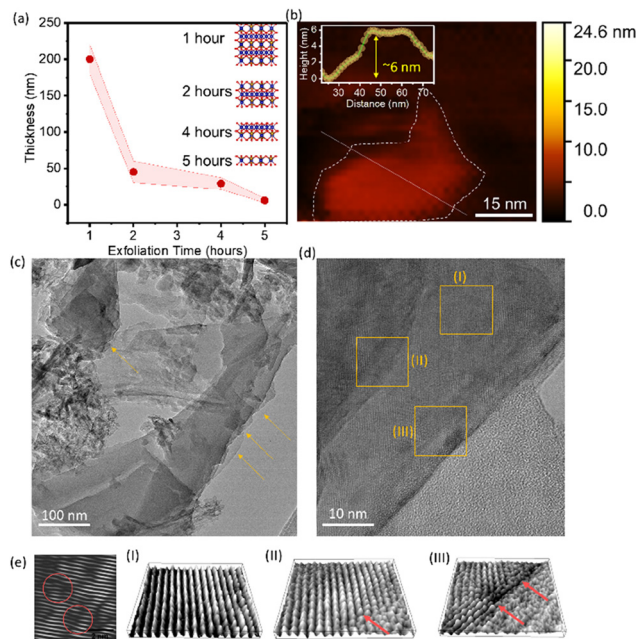 (a)
250
200
150
100
50
0
Thickness (nm)
1 hour
2 hours
4 hours
5 hours
1 2 3 4 5
Exfoliation Time (hours)
(b)
Height (nm)
6
4
2
0
~6 nm
30 40 50 60 70
Distance (nm)
15 nm
24.6 nm
20.0
15.0
10.0
0.0
(c)
100 nm
(d)
(I)
(II)
(III)
10 nm
(e)
(I)
(II)
(III)